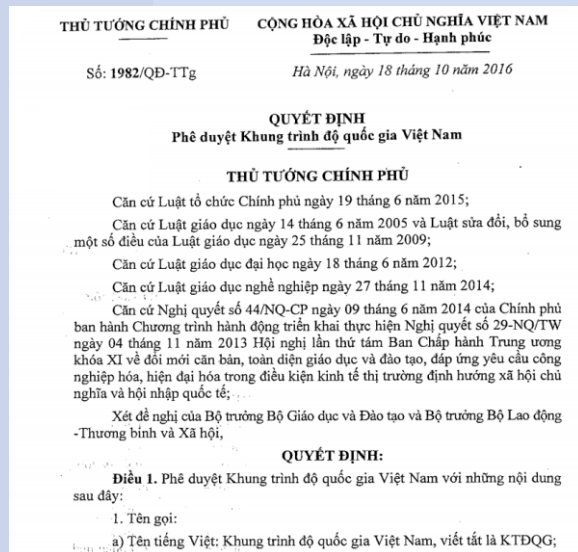 THỦ TƯỚNG CHÍNH PHỦ
CỘNG HÒA XÃ HỘI CHỦ NGHĨA VIỆT NAM
Độc lập - Tự do - Hạnh phúc
Số: 1982/QĐ-TTg
Hà Nội, ngày 18 tháng 10 năm 2016
QUYẾT ĐỊNH
Phê duyệt Khung trình độ quốc gia Việt Nam
THỦ TƯỚNG CHÍNH PHỦ
Căn cứ Luật tổ chức Chính phủ ngày 19 tháng 6 năm 2015;
Căn cứ Luật giáo dục ngày 14 tháng 6 năm 2005 và Luật sửa đổi, bổ sung
một số điều của Luật giáo dục ngày 25 tháng 11 năm 2009;
Căn cứ Luật giáo dục đại học ngày 18 tháng 6 năm 2012;
Căn cứ Luật giáo dục nghề nghiệp ngày 27 tháng 11 năm 2014;
Căn cứ Nghị quyết số 44/NQ-CP ngày 09 tháng 6 năm 2014 của Chính phủ
ban hành Chương trình hành động triển khai thực hiện Nghị quyết số 29-NQ/TW
ngày 04 tháng 11 năm 2013 Hội nghị lần thứ tám Ban Chấp hành Trung ương
khóa XI về đổi mới căn bản, toàn diện giáo dục và đào tạo, đáp ứng yêu cầu công
nghiệp hóa, hiện đại hóa trong điều kiện kinh tế thị trường định hướng xã hội chủ
nghĩa và hội nhập quốc tế;
Xét đề nghị của Bộ trưởng Bộ Giáo dục và Đào tạo và Bộ trưởng Bộ Lao động
-Thương binh và Xã hội,
QUYẾT ĐỊNH:
Điều 1. Phê duyệt Khung trình độ quốc gia Việt Nam với những nội dung
sau đây:
1. Tên gọi:
a) Tên tiếng Việt: Khung trình độ quốc gia Việt Nam, viết tắt là KTĐQG;